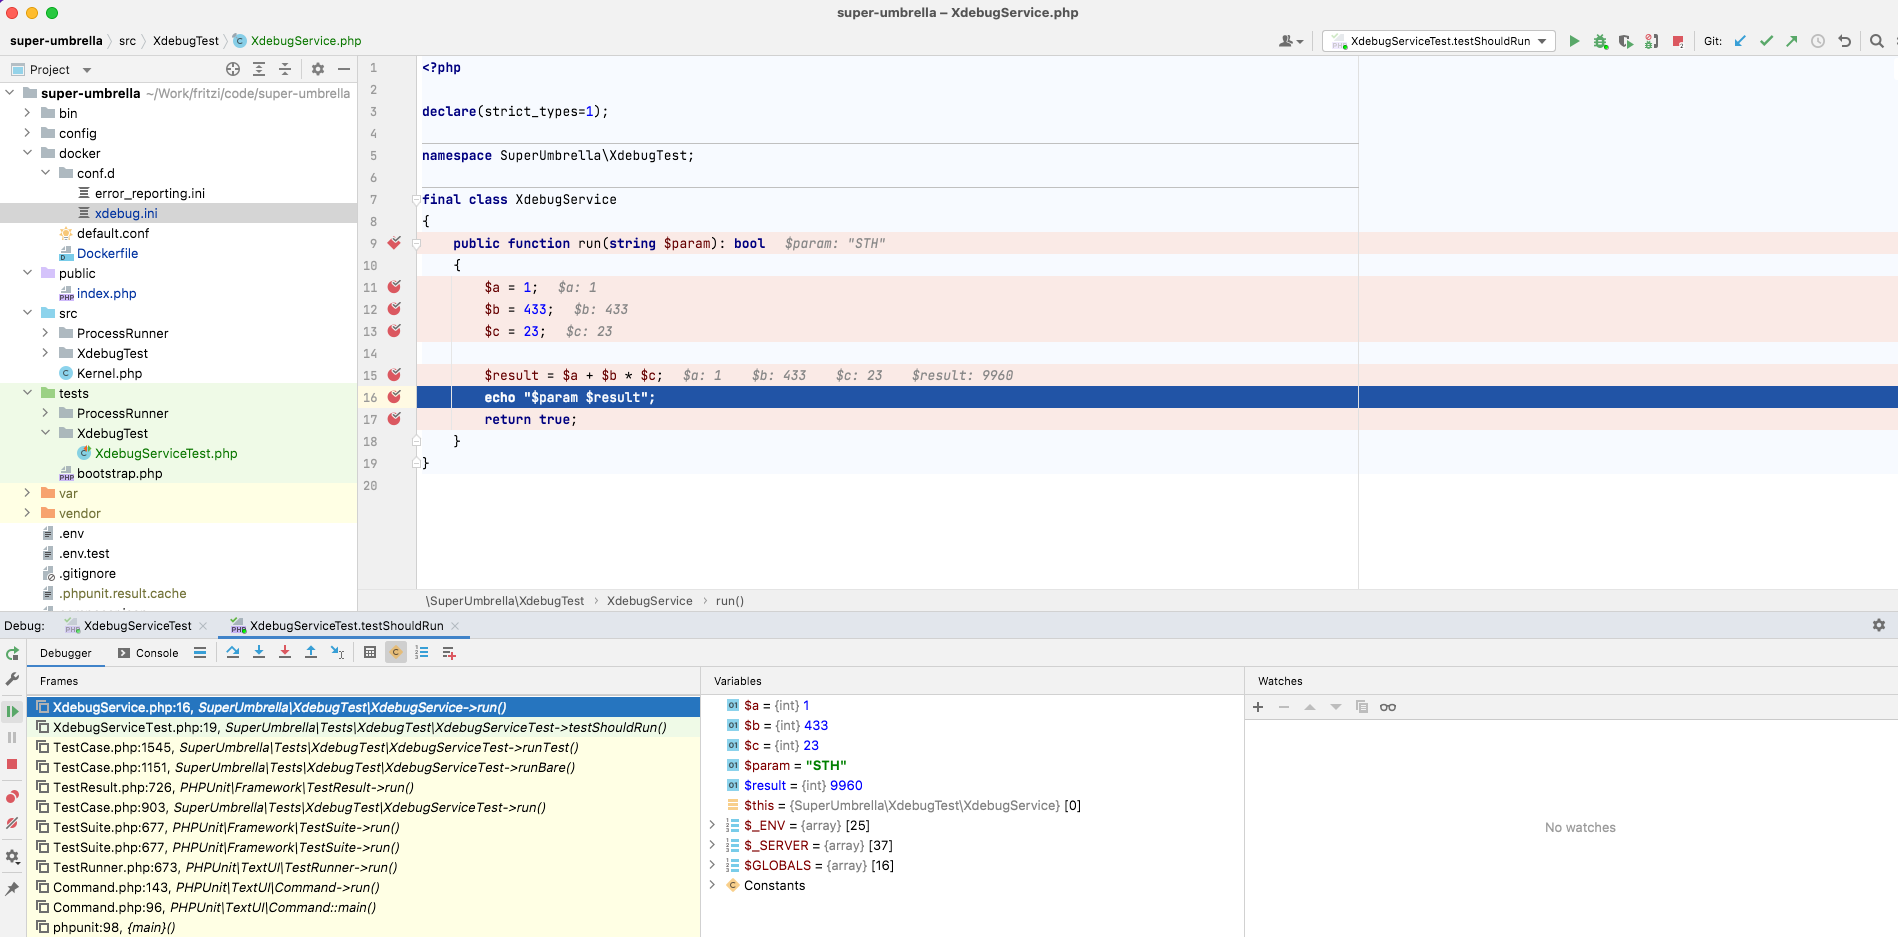 super-umbrella – XdebugService.php
super-umbrella src XdebugTest XdebugService.php
XdebugServiceTest.testShouldRun Git:
Project
super-umbrella ~/Work/fritzi/code/super-umbrella
bin
config
docker
conf.d
error_reporting.ini
xdebug.ini
default.conf
Dockerfile
public
index.php
src
ProcessRunner
XdebugTest
Kernel.php
tests
ProcessRunner
XdebugTest
XdebugServiceTest.php
bootstrap.php
var
vendor
.env
.env.test
.gitignore
.phpunit.result.cache
1 <?php
2
3 declare(strict_types=1);
4
5 namespace SuperUmbrella\XdebugTest;
6
7 final class XdebugService
8 {
9 public function run(string $param): bool $param: "STH"
10 {
11 $a = 1; $a: 1
12 $b = 433; $b: 433
13 $c = 23; $c: 23
14
15 $result = $a + $b * $c; $a: 1 $b: 433 $c: 23 $result: 9960
16 echo "$param $result";
17 return true;
18 }
19 }
20
\SuperUmbrella\XdebugTest › XdebugService › run()
Debug: XdebugServiceTest XdebugServiceTest.testShouldRun
Debugger Console
Frames
XdebugService.php:16, SuperUmbrella\XdebugTest\XdebugService->run()
XdebugServiceTest.php:19, SuperUmbrella\Tests\XdebugTest\XdebugServiceTest->testShouldRun()
TestCase.php:1545, SuperUmbrella\Tests\XdebugTest\XdebugServiceTest->runTest()
TestCase.php:1151, SuperUmbrella\Tests\XdebugTest\XdebugServiceTest->runBare()
TestResult.php:726, PHPUnit\Framework\TestResult->run()
TestCase.php:903, SuperUmbrella\Tests\XdebugTest\XdebugServiceTest->run()
TestSuite.php:677, PHPUnit\Framework\TestSuite->run()
TestSuite.php:677, PHPUnit\Framework\TestSuite->run()
TestRunner.php:673, PHPUnit\TextUI\TestRunner->run()
Command.php:143, PHPUnit\TextUI\Command->run()
Command.php:96, PHPUnit\TextUI\Command::main()
phpunit:98, {main}()
Variables
$a = {int} 1
$b = {int} 433
$c = {int} 23
$param = "STH"
$result = {int} 9960
$this = {SuperUmbrella\XdebugTest\XdebugService} [0]
$_ENV = {array} [25]
$_SERVER = {array} [37]
$GLOBALS = {array} [16]
Constants
Watches
No watches